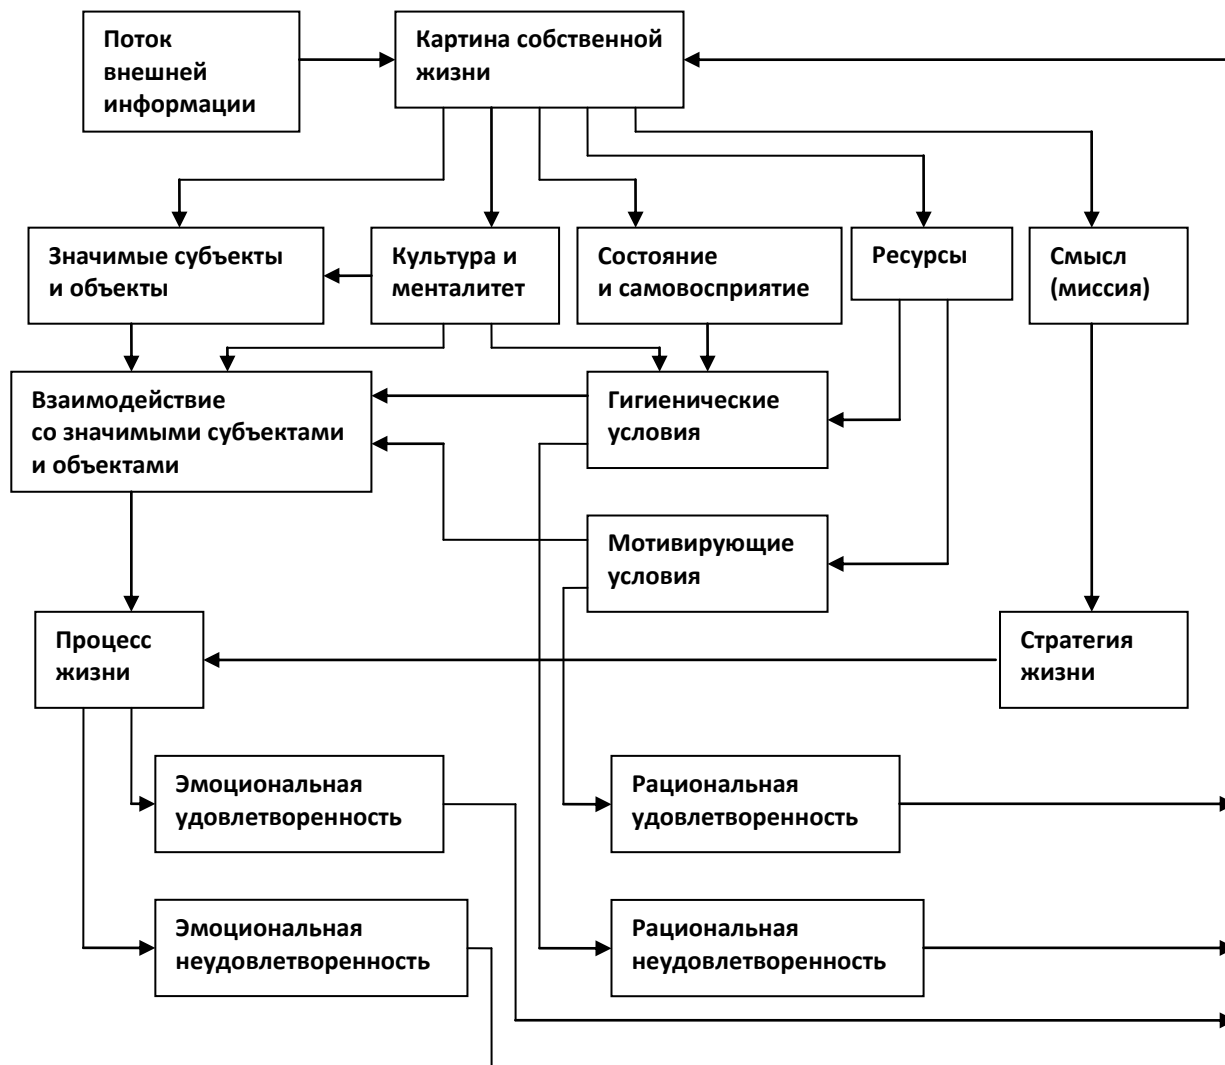 Поток
внешней
информации
Картина собственной
жизни
Значимые субъекты
и объекты
Культура и
менталитет
Состояние
и самовосприятие
Ресурсы
Смысл
(миссия)
Взаимодействие
со значимыми субъектами
и объектами
Гигиенические
условия
Мотивирующие
условия
Процесс
жизни
Стратегия
жизни
Эмоциональная
удовлетворенность
Рациональная
удовлетворенность
Эмоциональная
неудовлетворенность
Рациональная
неудовлетворенность